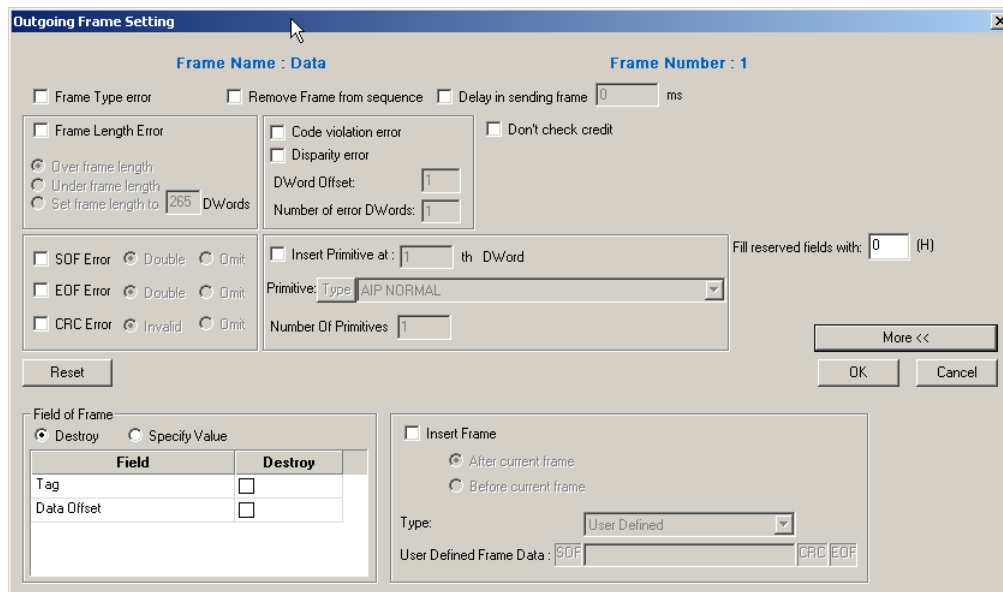 Outgoing Frame Setting
Frame Name : Data Frame Number : 1
Frame Type error Remove Frame from sequence Delay in sending frame 0 ms
Frame Length Error
Over frame length
Under frame length
Set frame length to 265 DWords
Code violation error
Disparity error
DWord Offset: 1
Number of error DWords: 1
Don't check credit
SOF Error Double Omit
EOF Error Double Omit
CRC Error Invalid Omit
Insert Primitive at : 1 th DWord
Primitive: Type AIP NORMAL
Number Of Primitives 1
Fill reserved fields with: 0 (H)
More <<
Reset OK Cancel
Field of Frame
Destroy Specify Value
Field Destroy
Tag
Data Offset
Insert Frame
After current frame
Before current frame
Type: User Defined
User Defined Frame Data : SOF CRC EOF